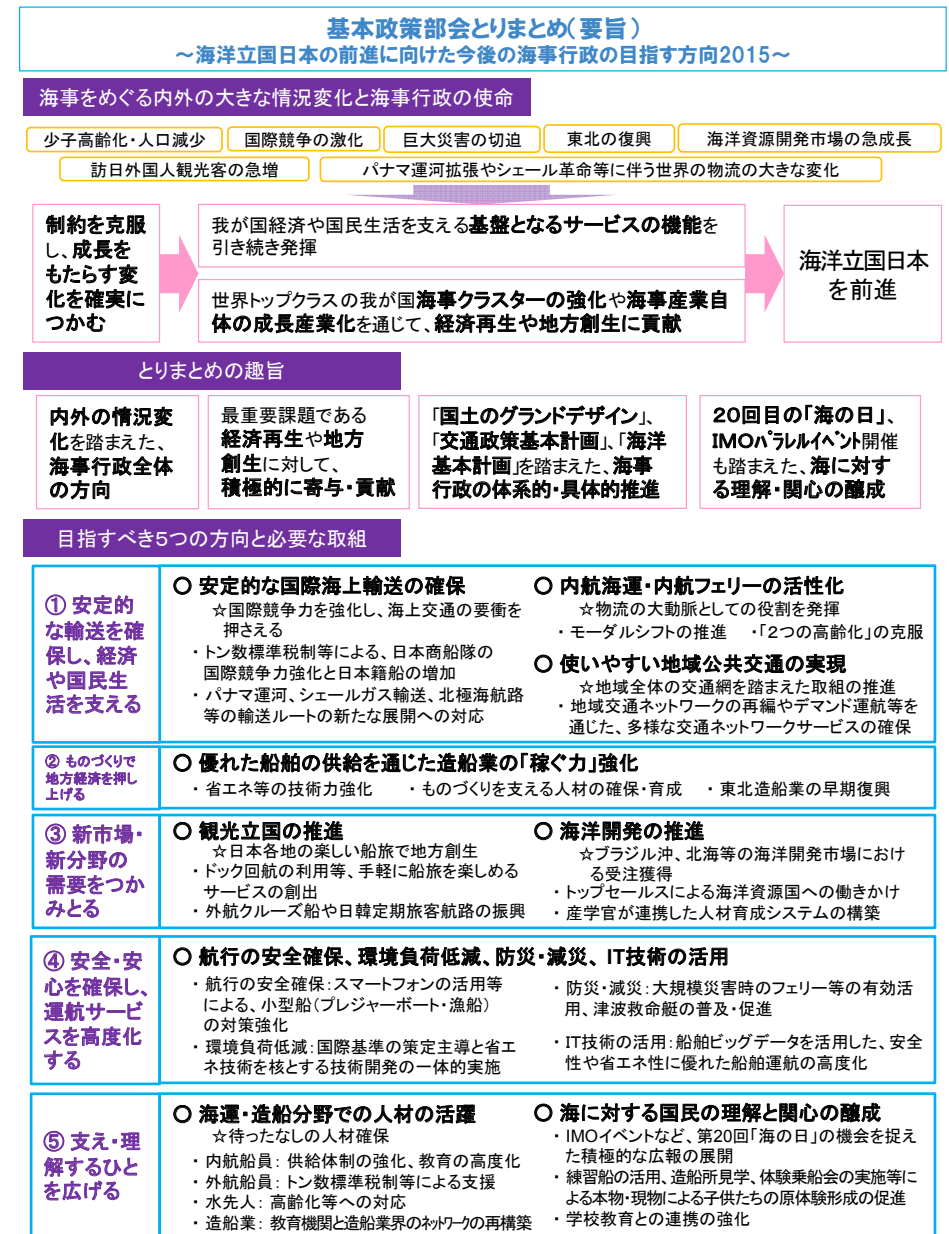 基本政策部会とりまとめ(要旨)
～海洋立国日本の前進に向けた今後の海事行政の目指す方向2015～
海事をめぐる内外の大きな情況変化と海事行政の使命
少子高齢化・人口減少
国際競争の激化
巨大災害の切迫
東北の復興
海洋資源開発市場の急成長
訪日外国人観光客の急増
パナマ運河拡張やシェール革命等に伴う世界の物流の大きな変化
制約を克服
し、成長を
もたらす変
化を確実に
つかむ
我が国経済や国民生活を支える基盤となるサービスの機能を
引き続き発揮
世界トップクラスの我が国海事クラスターの強化や海事産業自
体の成長産業化を通じて、経済再生や地方創生に貢献
海洋立国日本
を前進
とりまとめの趣旨
内外の情況変
化を踏まえた、
海事行政全体
の方向
最重要課題である
経済再生や地方
創生に対して、
積極的に寄与・貢献
「国土のグランドデザイン」、
「交通政策基本計画」、「海洋
基本計画」を踏まえた、海事
行政の体系的・具体的推進
20回目の「海の日」、
IMOパラレルイベント開催
も踏まえた、海に対す
る理解・関心の醸成
目指すべき5つの方向と必要な取組
① 安定的
な輸送を確
保し、経済
や国民生
活を支える
○ 安定的な国際海上輸送の確保
☆国際競争力を強化し、海上交通の要衝を
押さえる
・トン数標準税制等による、日本商船隊の
国際競争力強化と日本籍船の増加
・パナマ運河、シェールガス輸送、北極海航路
等の輸送ルートの新たな展開への対応
○ 内航海運・内航フェリーの活性化
☆物流の大動脈としての役割を発揮
・モーダルシフトの推進 ・「2つの高齢化」の克服
○ 使いやすい地域公共交通の実現
☆地域全体の交通網を踏まえた取組の推進
・地域交通ネットワークの再編やデマンド運航等を
通じた、多様な交通ネットワークサービスの確保
② ものづくりで
地方経済を押し
上げる
○ 優れた船舶の供給を通じた造船業の「稼ぐ力」強化
・省エネ等の技術力強化 ・ものづくりを支える人材の確保・育成 ・東北造船業の早期復興
③ 新市場・
新分野の
需要をつか
みとる
○ 観光立国の推進
☆日本各地の楽しい船旅で地方創生
・ドック回航の利用等、手軽に船旅を楽しめる
サービスの創出
・外航クルーズ船や日韓定期旅客航路の振興
○ 海洋開発の推進
☆ブラジル沖、北海等の海洋開発市場におけ
る受注獲得
・トップセールスによる海洋資源国への働きかけ
・産学官が連携した人材育成システムの構築
④ 安全・安
心を確保し、
運航サービ
スを高度化
する
○ 航行の安全確保、環境負荷低減、防災・減災、IT技術の活用
・航行の安全確保：スマートフォンの活用等
による、小型船(プレジャーボート・漁船)
の対策強化
・環境負荷低減：国際基準の策定主導と省エ
ネ技術を核とする技術開発の一体的実施
・防災・減災：大規模災害時のフェリー等の有効活
用、津波救命艇の普及・促進
・IT技術の活用：船舶ビッグデータを活用した、安全
性や省エネ性に優れた船舶運航の高度化
⑤ 支え・理
解するひと
を広げる
○ 海運・造船分野での人材の活躍
☆待ったなしの人材確保
・内航船員：供給体制の強化、教育の高度化
・外航船員：トン数標準税制等による支援
・水先人：高齢化等への対応
・造船業：教育機関と造船業界のネットワークの再構築
○ 海に対する国民の理解と関心の醸成
・IMOイベントなど、第20回「海の日」の機会を捉え
た積極的な広報の展開
・練習船の活用、造船所見学、体験乗船会の実施等に
よる本物・現物による子供たちの原体験形成の促進
・学校教育との連携の強化